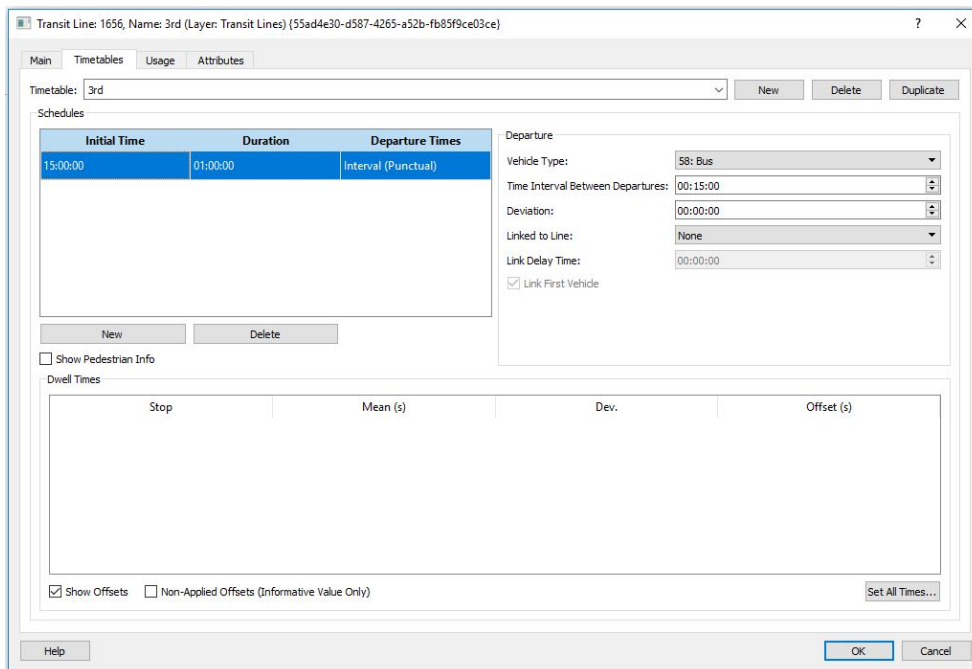 Transit Line: 1656, Name: 3rd (Layer: Transit Lines) {55ad4e30-d587-4265-a52b-fb85f9ce03ce}
?
Main Timetables Usage Attributes
Timetable: 3rd New Delete Duplicate
Schedules
Initial Time Duration Departure Times
15:00:00 01:00:00 Interval (Punctual)
New Delete
Show Pedestrian Info
Departure
Vehicle Type: 58: Bus
Time Interval Between Departures: 00:15:00
Deviation: 00:00:00
Linked to Line: None
Link Delay Time: 00:00:00
Link First Vehicle
Dwell Times
Stop Mean (s) Dev. Offset (s)
Show Offsets Non-Applied Offsets (Informative Value Only) Set All Times...
Help OK Cancel